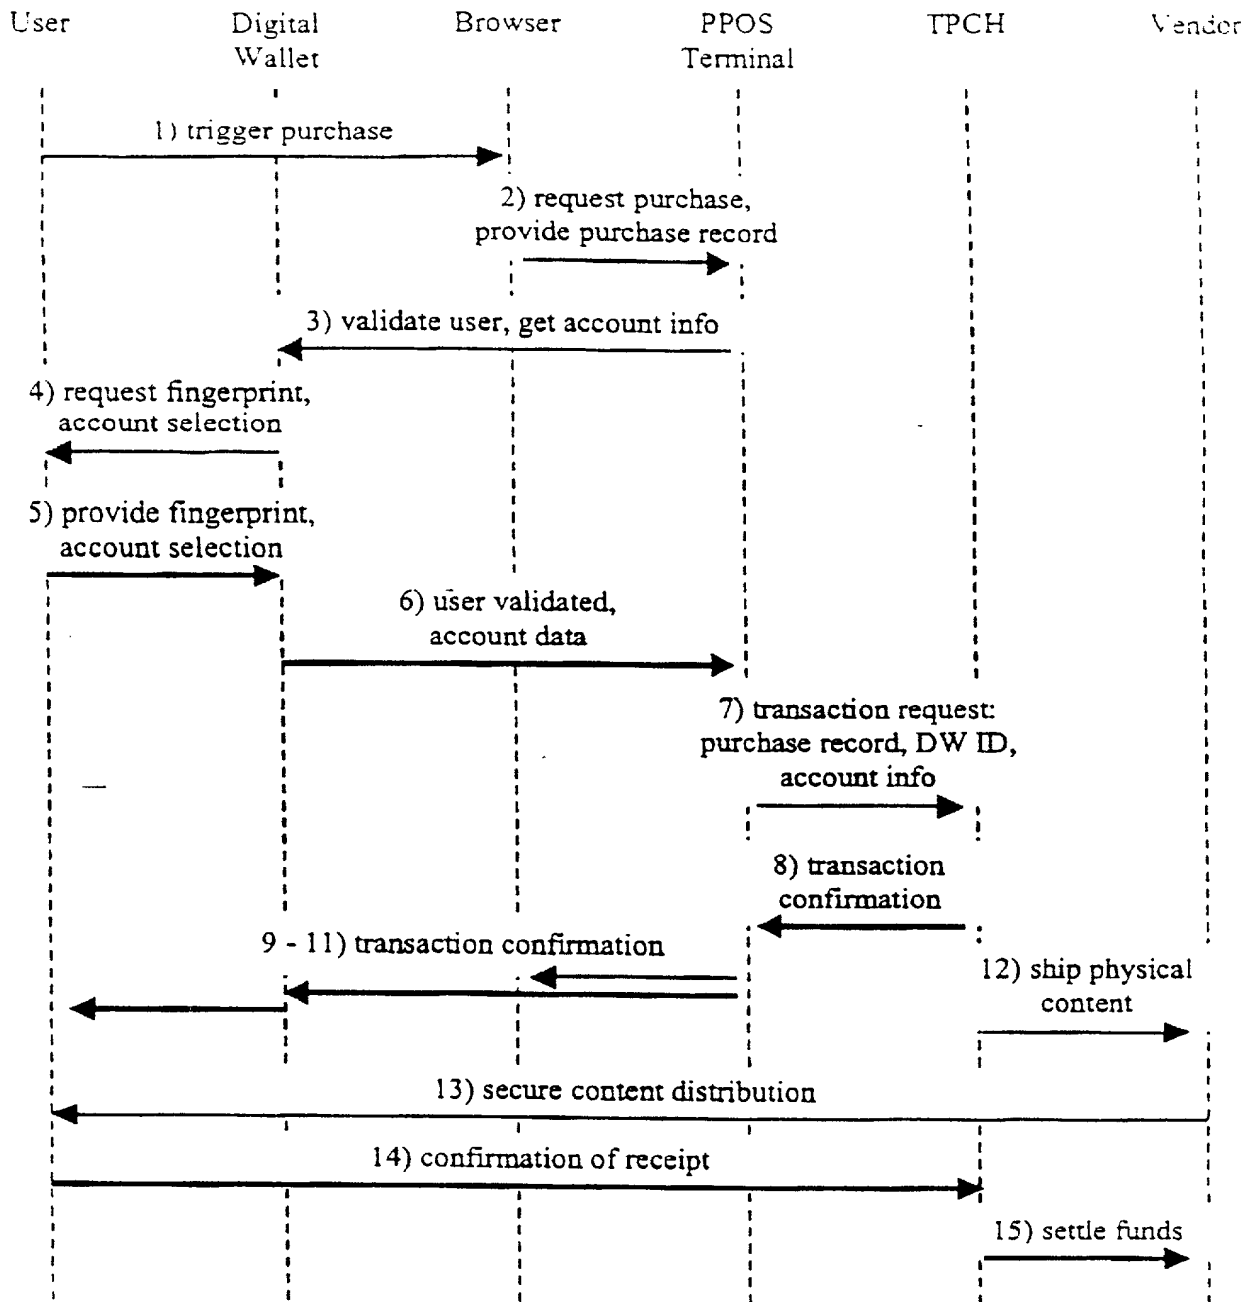 User Digital Browser PPOS TPCH Vendor
Wallet Terminal
1) trigger purchase
2) request purchase,
provide purchase record
3) validate user, get account info
4) request fingerprint,
account selection
5) provide fingerprint,
account selection
6) user validated,
account data
7) transaction request:
purchase record, DW ID,
account info
8) transaction
confirmation
9 - 11) transaction confirmation
12) ship physical
content
13) secure content distribution
14) confirmation of receipt
15) settle funds